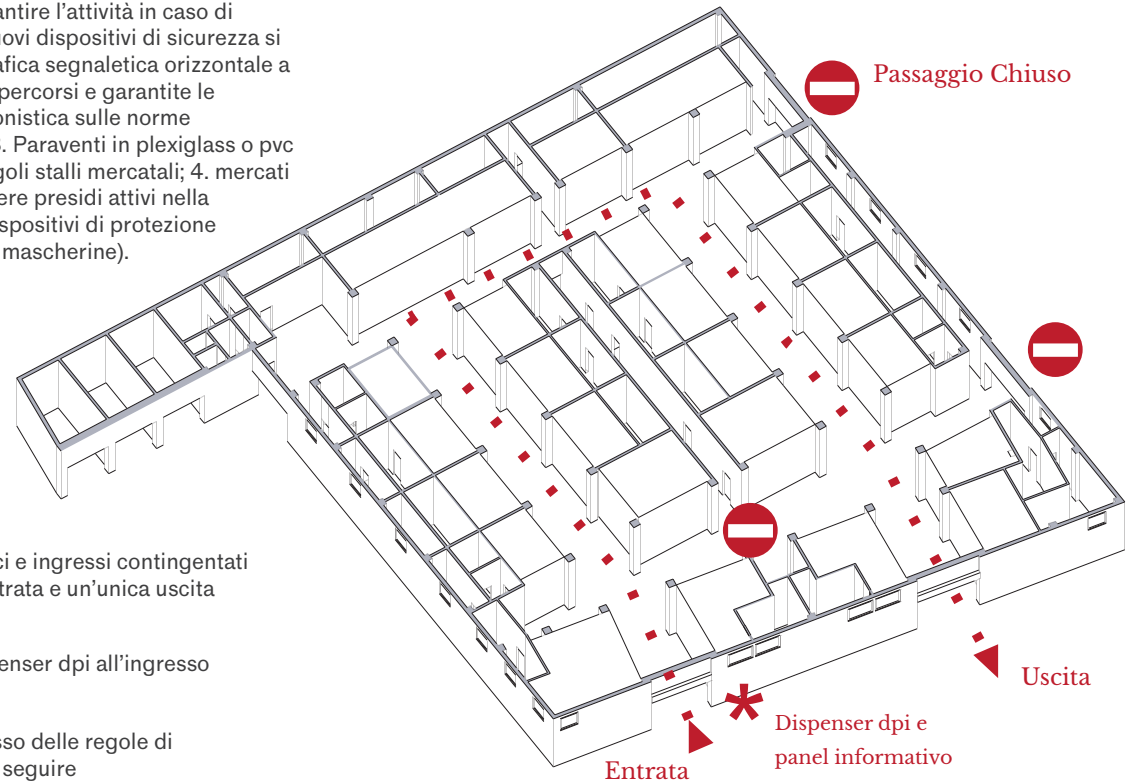 antire l'attività in caso di
uovi dispositivi di sicurezza si
afica segnaletica orizzontale a
percorsi e garantite le
onistica sulle norme
3. Paraventi in plexiglass o pvc
goli stalli mercatali; 4. mercati
ere presidi attivi nella
spositivi di protezione
mascherine).
Passaggio Chiuso
ci e ingressi contingentati
trata e un'unica uscita
penser dpi all'ingresso
sso delle regole di
seguire
Uscita
Dispenser dpi e
panel informativo
Entrata